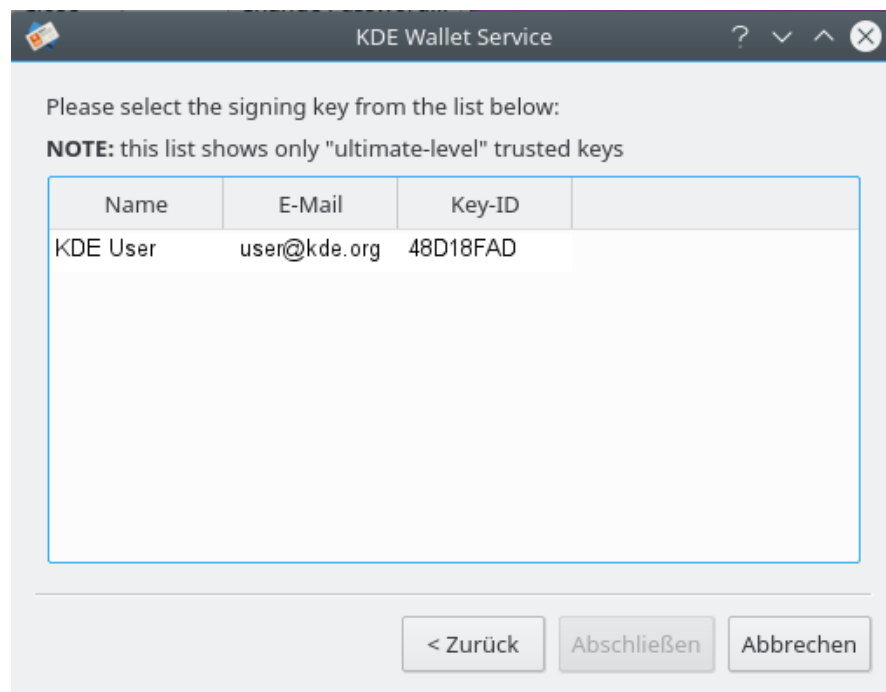 KDE Wallet Service
Please select the signing key from the list below:
NOTE: this list shows only "ultimate-level" trusted keys
Name E-Mail Key-ID
KDE User user@kde.org 48D18FAD
< Zurück Abschließen Abbrechen